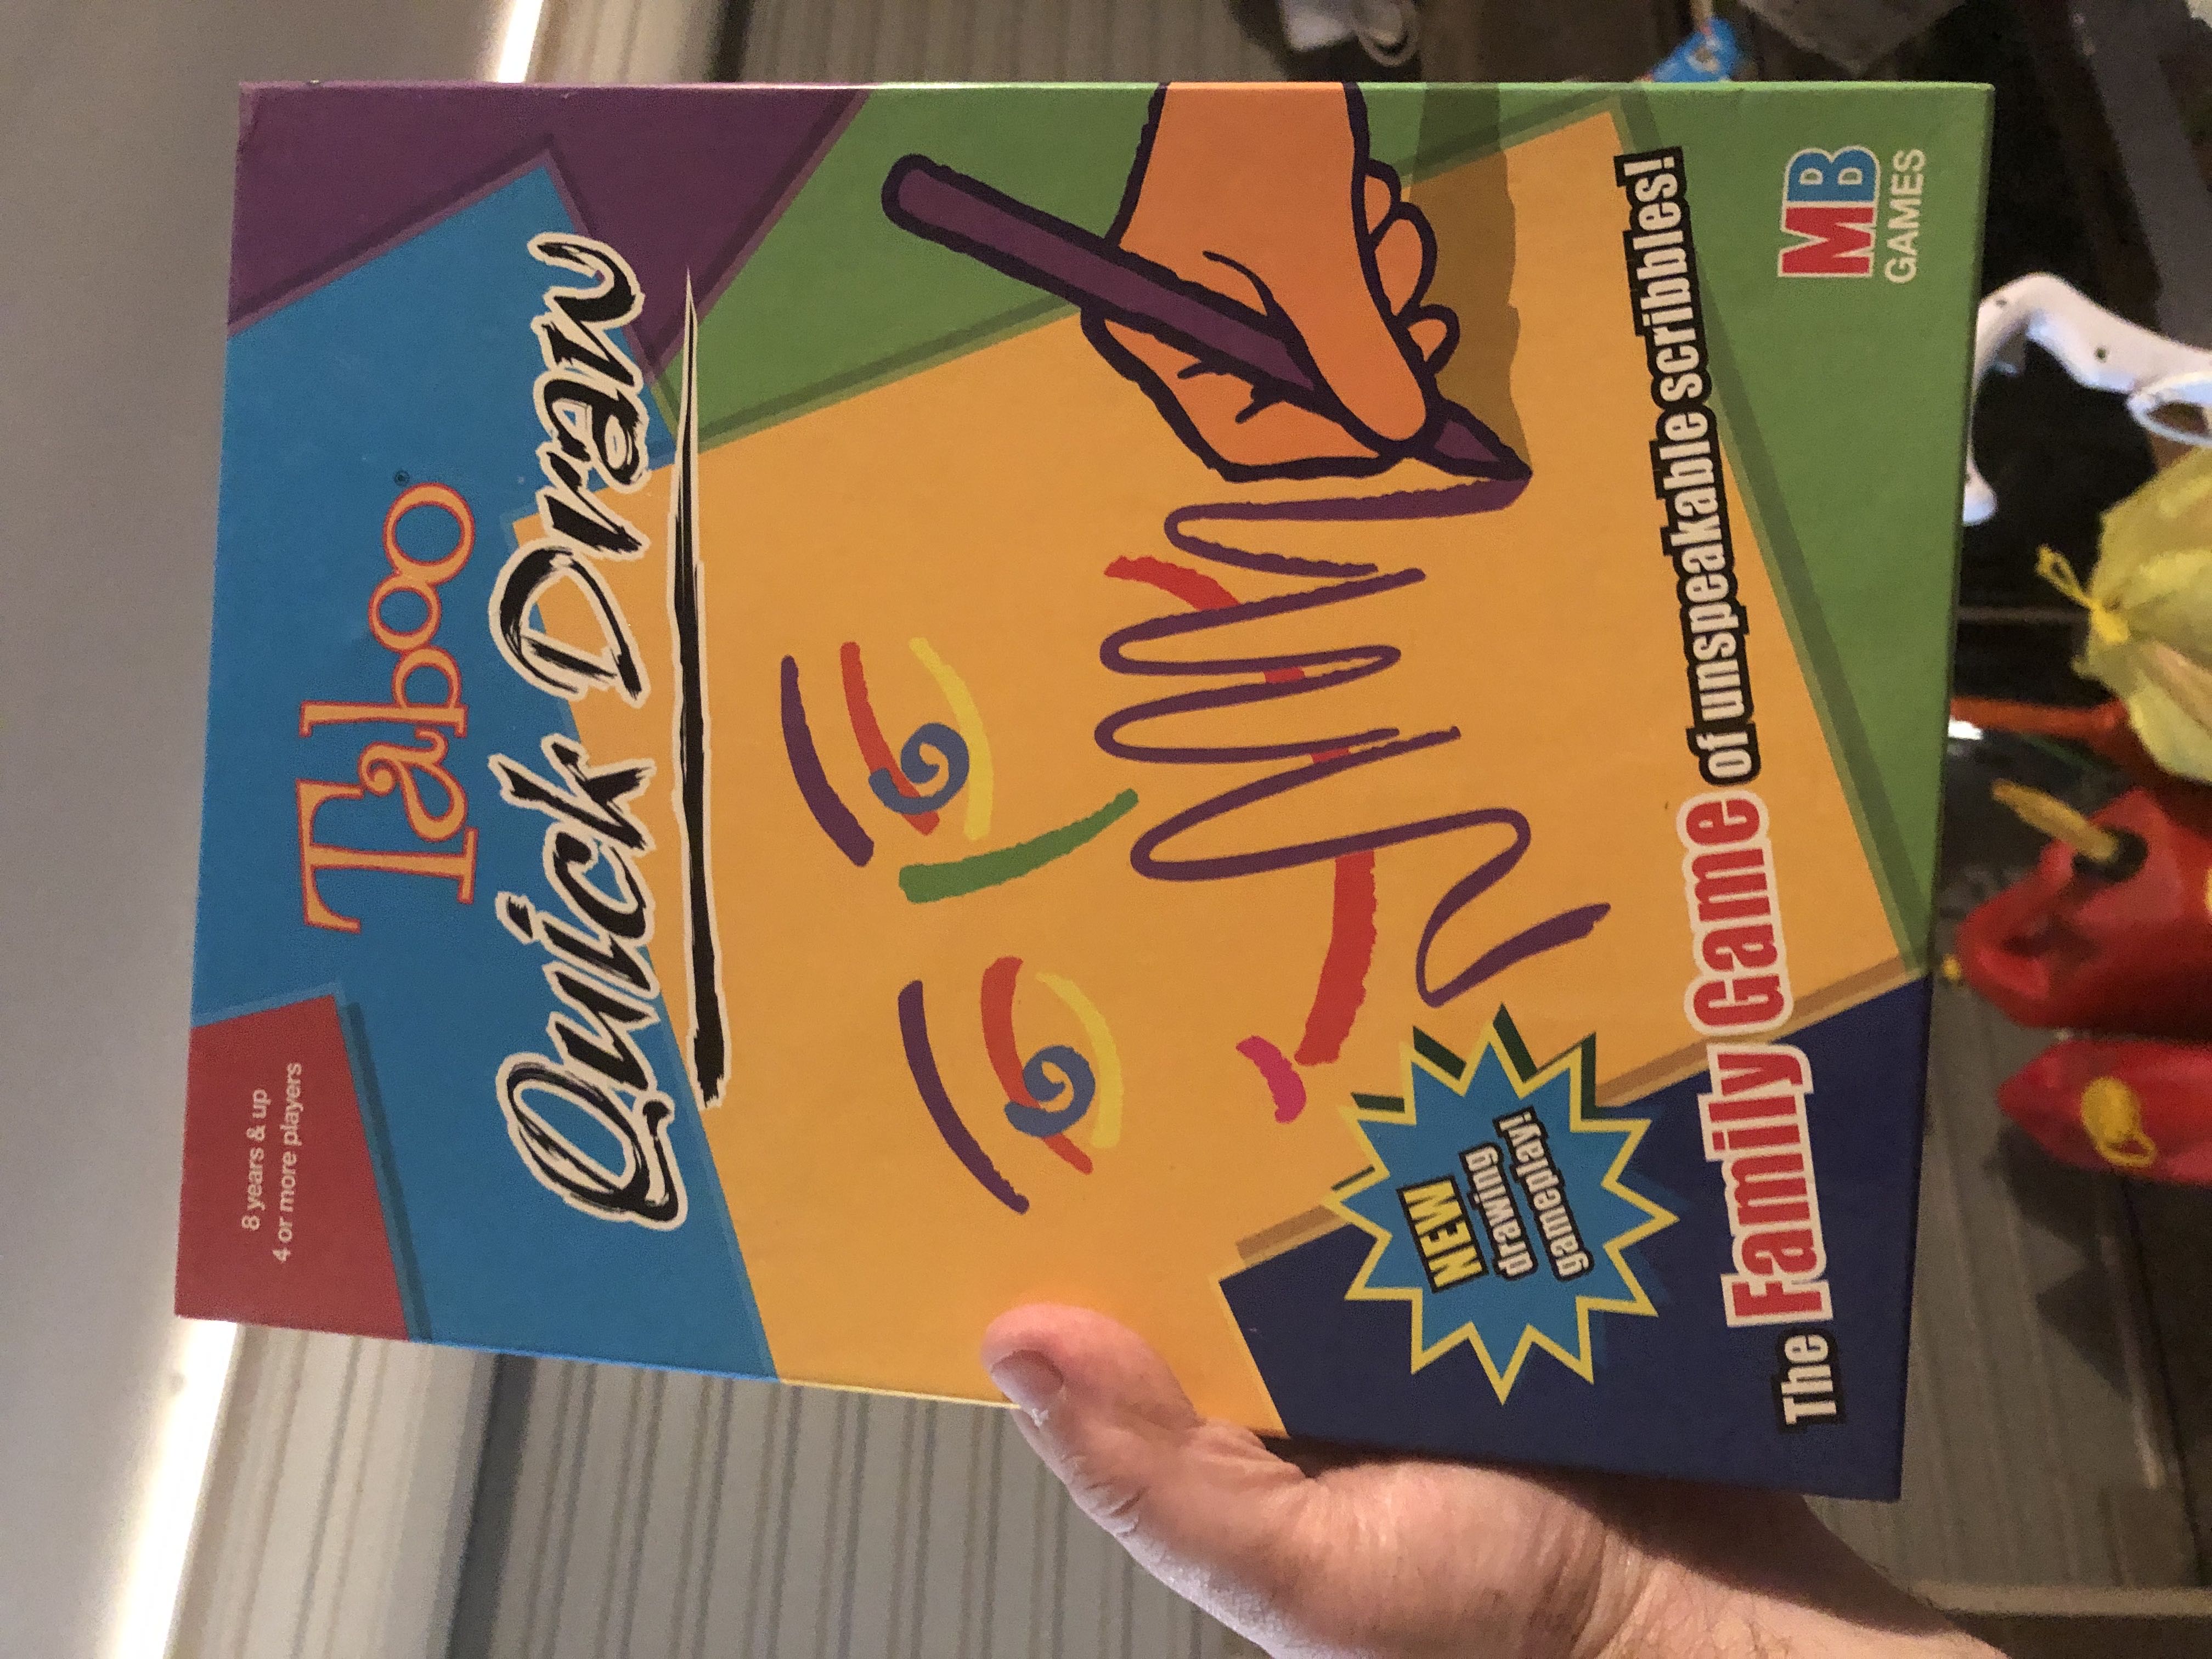 8 years & up
4 or more players
Taboo®
Quick Draw
NEW
drawing
gameplay!
The Family Game of unspeakable scribbles!
MB
GAMES